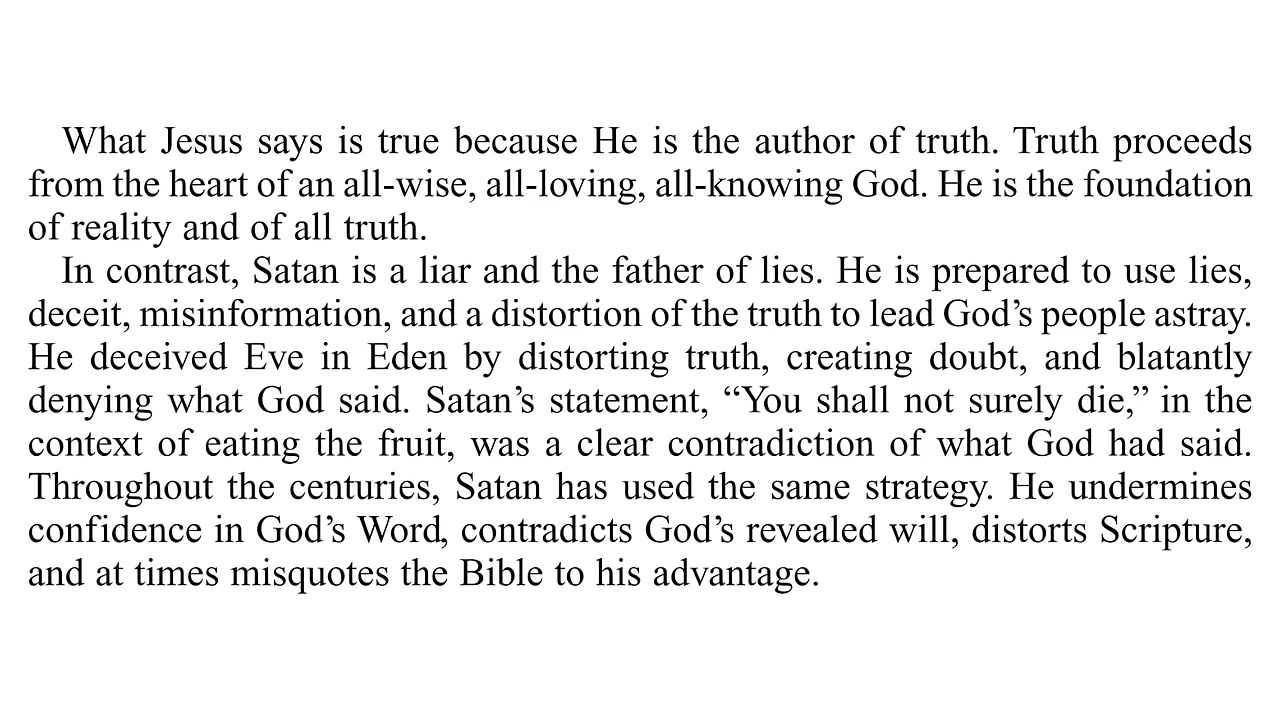 What Jesus says is true because He is the author of truth. Truth proceeds
from the heart of an all-wise, all-loving, all-knowing God. He is the foundation
of reality and of all truth.
In contrast, Satan is a liar and the father of lies. He is prepared to use lies,
deceit, misinformation, and a distortion of the truth to lead God’s people astray.
He deceived Eve in Eden by distorting truth, creating doubt, and blatantly
denying what God said. Satan’s statement, “You shall not surely die,” in the
context of eating the fruit, was a clear contradiction of what God had said.
Throughout the centuries, Satan has used the same strategy. He undermines
confidence in God’s Word, contradicts God’s revealed will, distorts Scripture,
and at times misquotes the Bible to his advantage.